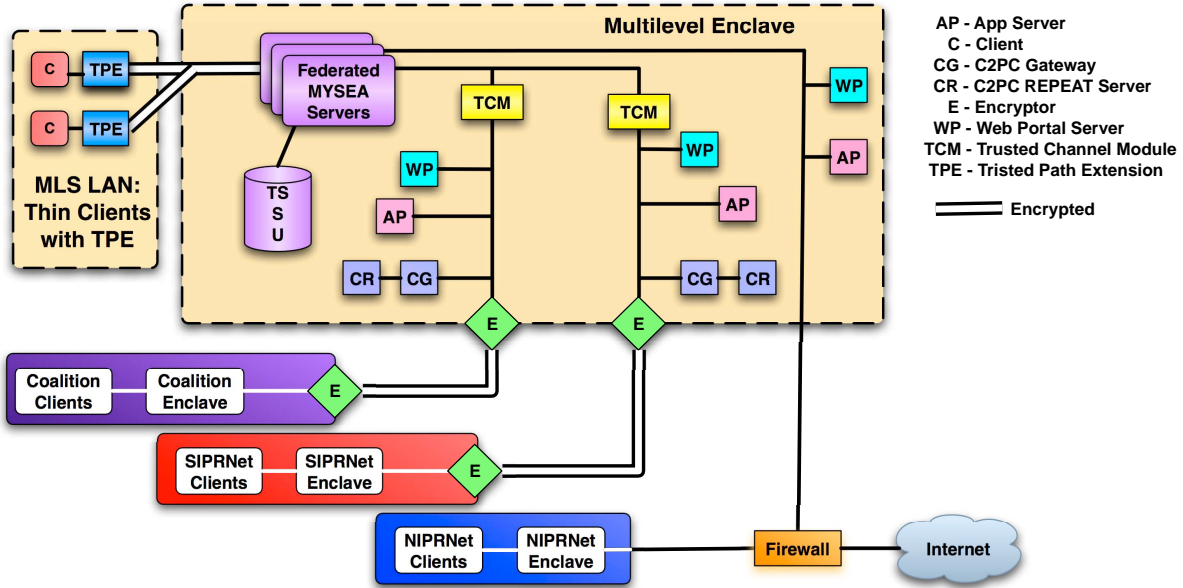 Multilevel Enclave
C
TPE
C
TPE
MLS LAN:
Thin Clients
with TPE
Federated
MYSEA
Servers
TS
S
U
TCM
TCM
WP
AP
CR
CG
WP
AP
CG
CR
WP
AP
E
E
AP - App Server
C - Client
CG - C2PC Gateway
CR - C2PC REPEAT Server
E - Encryptor
WP - Web Portal Server
TCM - Trusted Channel Module
TPE - Tristed Path Extension
Encrypted
Coalition
Clients
Coalition
Enclave
E
SIPRNet
Clients
SIPRNet
Enclave
E
NIPRNet
Clients
NIPRNet
Enclave
Firewall
Internet